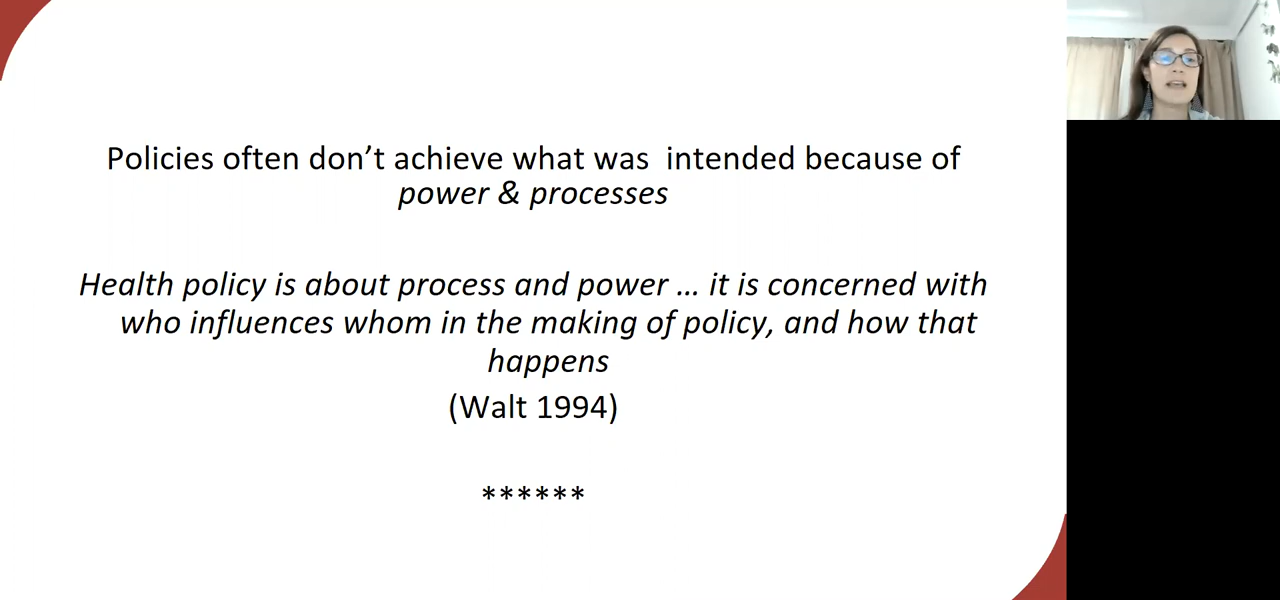 Policies often don’t achieve what was  intended because of
power & processes
Health policy is about process and power … it is concerned with
who influences whom in the making of policy, and how that
happens
(Walt 1994)
******